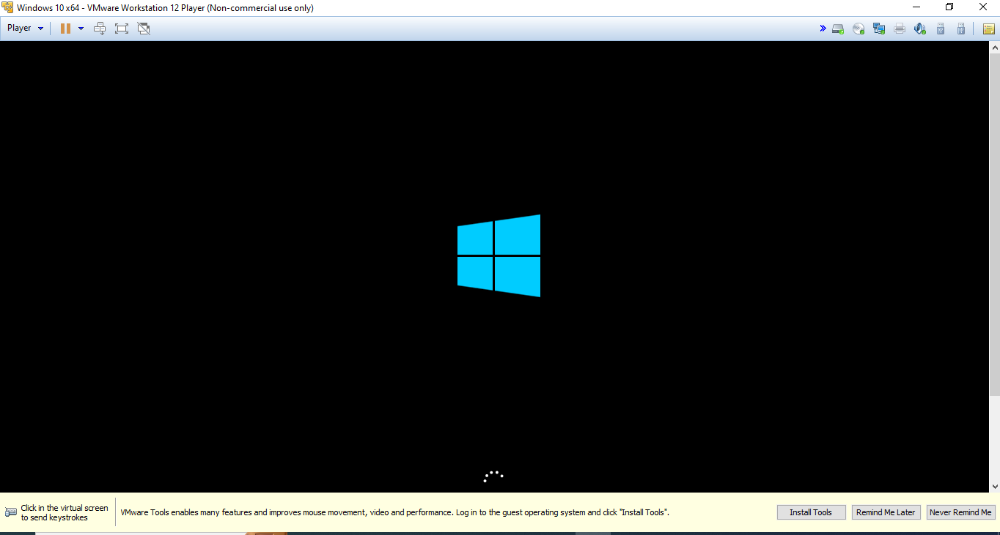 Windows 10 x64 - VMware Workstation 12 Player (Non-commercial use only)
Player
Click in the virtual screen
to send keystrokes
VMware Tools enables many features and improves mouse movement, video and performance. Log in to the guest operating system and click "Install Tools".
Install Tools
Remind Me Later
Never Remind Me